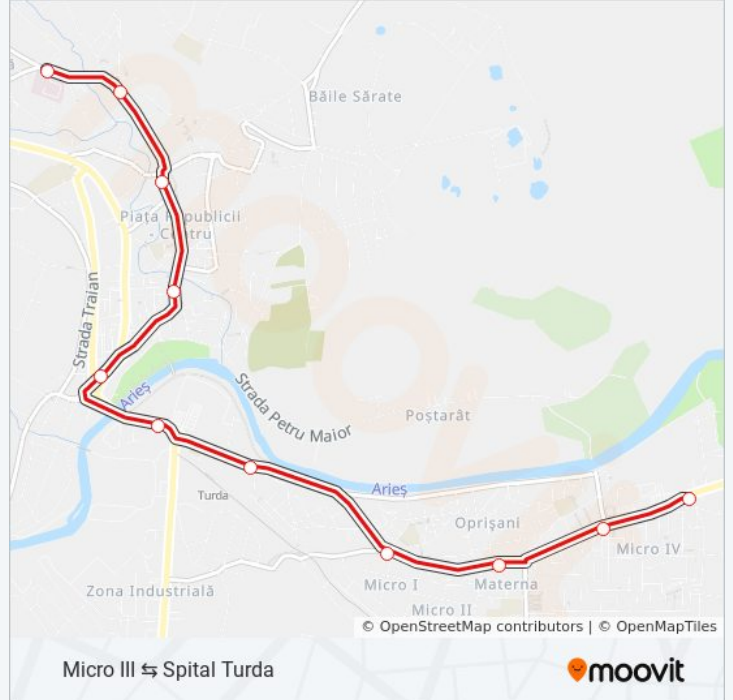 ă
Băile Sărate
Piața Republicii
- Centru
Strada Traian
Arieș
Strada Petru Maior
Poștarât
Arieș
Turda
Oprișani
Micro IV
Zona Industrială
Micro I
Materna
Micro II
© OpenStreetMap contributors | © OpenMapTiles
Micro III ⇆ Spital Turda
moovit